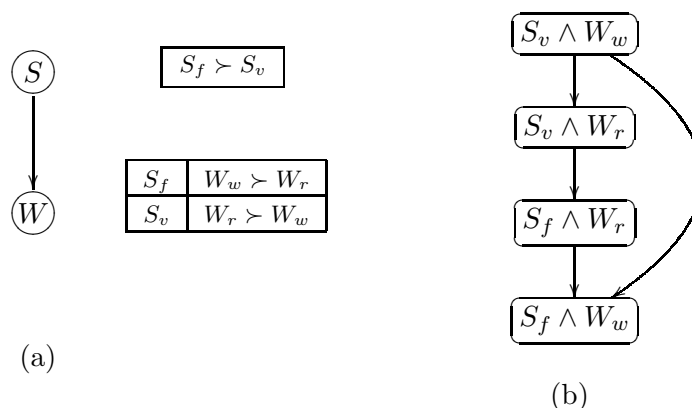 S
S_f ≻ S_v
W
S_f W_w ≻ W_r
S_v W_r ≻ W_w
(a)
S_v ∧ W_w
S_v ∧ W_r
S_f ∧ W_r
S_f ∧ W_w
(b)